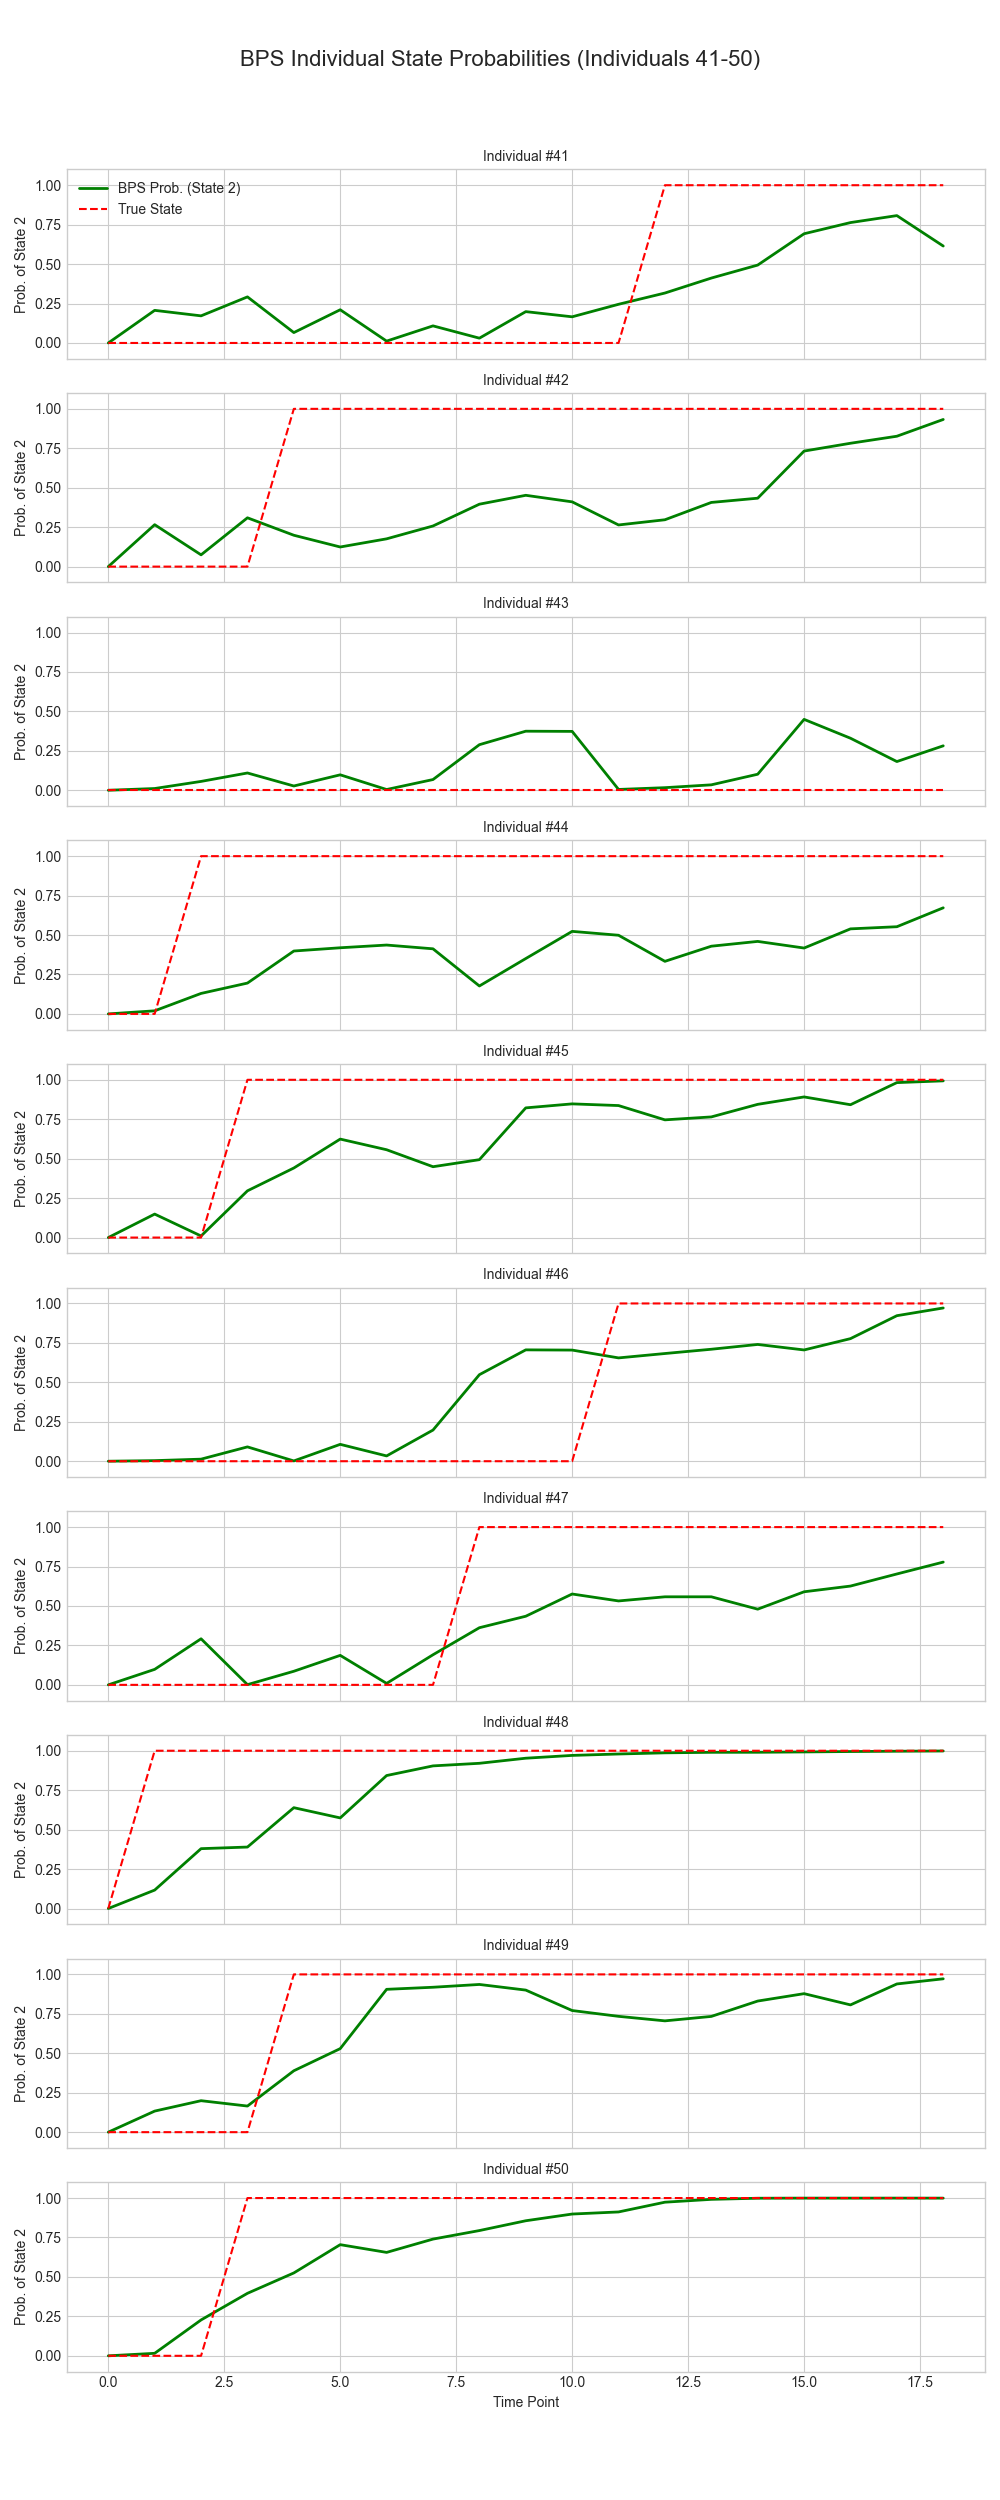 BPS Individual State Probabilities (Individuals 41-50)
Individual #41
BPS Prob. (State 2)
True State
Prob. of State 2
1.00
0.75
0.50
0.25
0.00
Individual #42
Prob. of State 2
1.00
0.75
0.50
0.25
0.00
Individual #43
Prob. of State 2
1.00
0.75
0.50
0.25
0.00
Individual #44
Prob. of State 2
1.00
0.75
0.50
0.25
0.00
Individual #45
Prob. of State 2
1.00
0.75
0.50
0.25
0.00
Individual #46
Prob. of State 2
1.00
0.75
0.50
0.25
0.00
Individual #47
Prob. of State 2
1.00
0.75
0.50
0.25
0.00
Individual #48
Prob. of State 2
1.00
0.75
0.50
0.25
0.00
Individual #49
Prob. of State 2
1.00
0.75
0.50
0.25
0.00
Individual #50
Prob. of State 2
1.00
0.75
0.50
0.25
0.00
0.0 2.5 5.0 7.5 10.0 12.5 15.0 17.5
Time Point